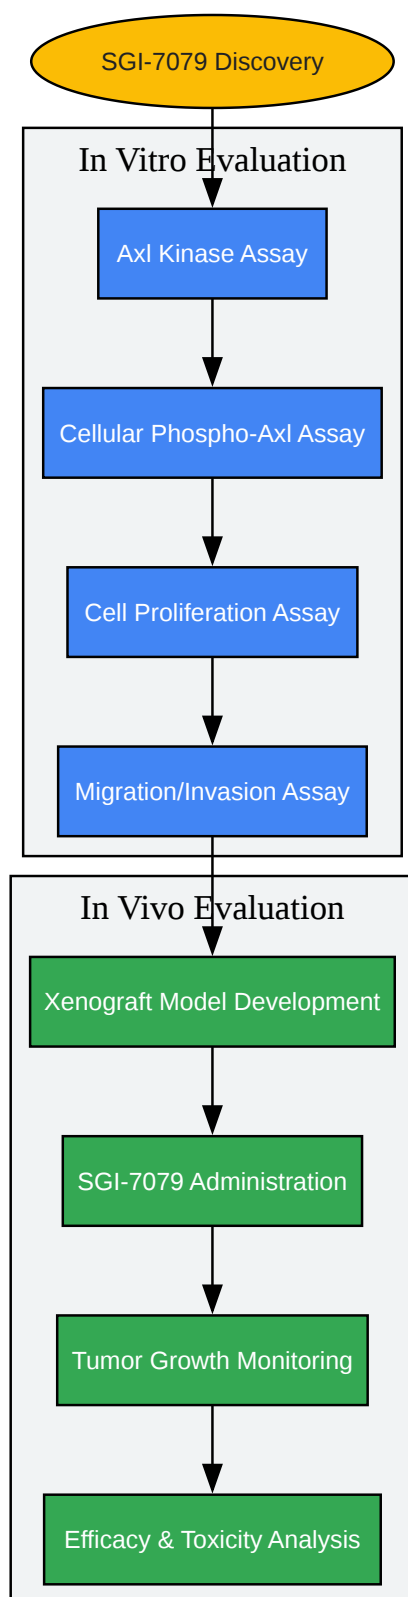 SGI-7079 Discovery
In Vitro Evaluation
Axl Kinase Assay
Cellular Phospho-Axl Assay
Cell Proliferation Assay
Migration/Invasion Assay
In Vivo Evaluation
Xenograft Model Development
SGI-7079 Administration
Tumor Growth Monitoring
Efficacy & Toxicity Analysis